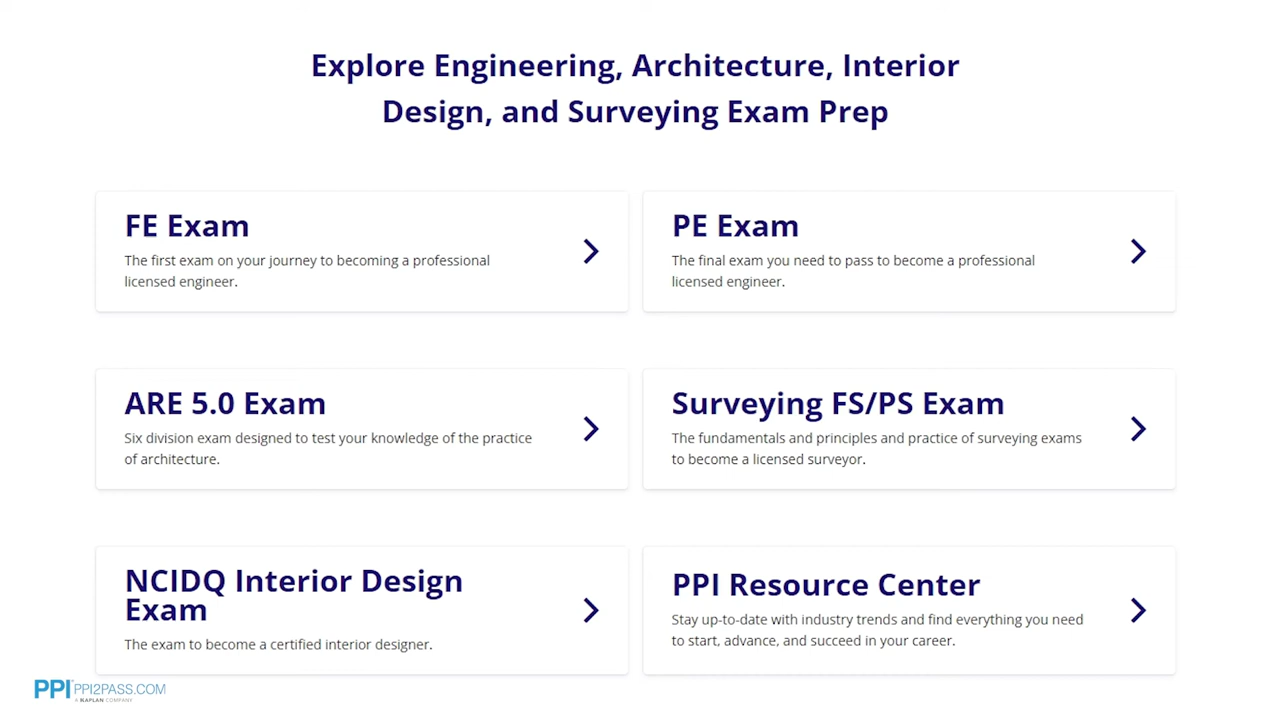 Explore Engineering, Architecture, Interior
Design, and Surveying Exam Prep
FE Exam
The first exam on your journey to becoming a professional
licensed engineer.
PE Exam
The final exam you need to pass to become a professional
licensed engineer.
ARE 5.0 Exam
Six division exam designed to test your knowledge of the practice
of architecture.
Surveying FS/PS Exam
The fundamentals and principles and practice of surveying exams
to become a licensed surveyor.
NCIDQ Interior Design
Exam
The exam to become a certified interior designer.
PPI Resource Center
Stay up-to-date with industry trends and find everything you need
to start, advance, and succeed in your career.
PPI PPI2PASS.COM
A KAPLAN COMPANY